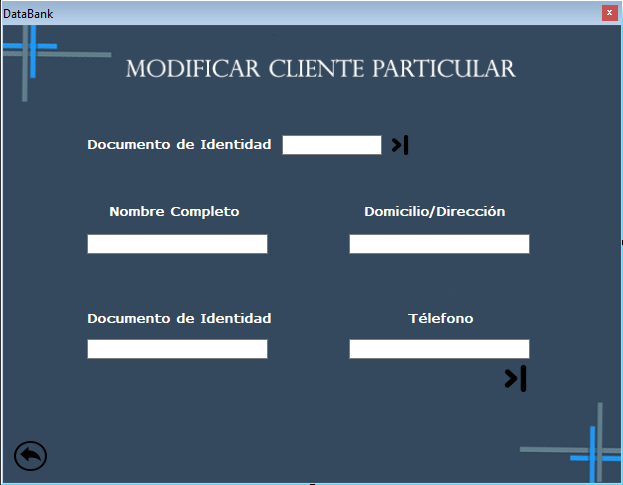 DataBank
x
MODIFICAR CLIENTE PARTICULAR
Documento de Identidad
Nombre Completo
Domicilio/Dirección
Documento de Identidad
Télefono